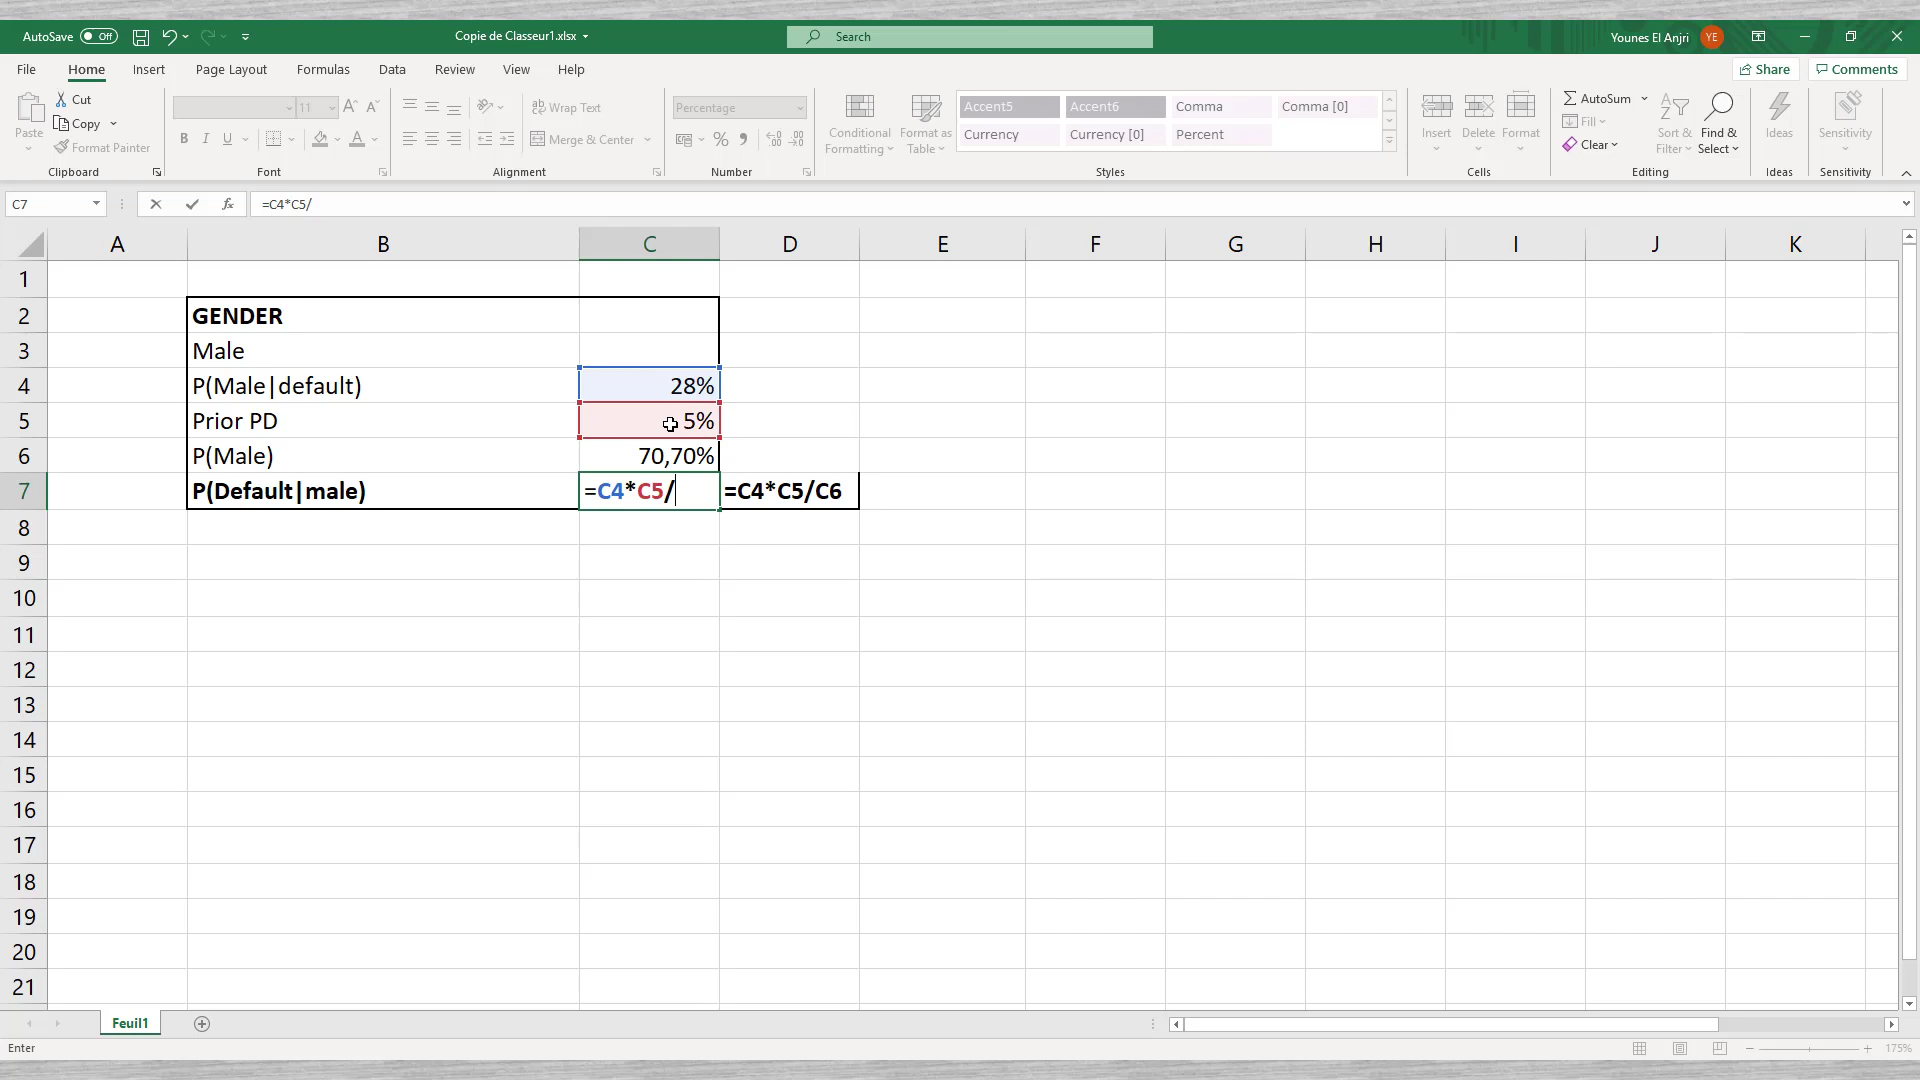 AutoSave Off Copie de Classeur1.xlsx Search Younes El Anjri YE
File Home Insert Page Layout Formulas Data Review View Help Share Comments
Paste Cut Copy Format Painter Clipboard
11 A A B I U A Font
ab Wrap Text Merge & Center Alignment
Percentage % Number
Conditional Formatting Format as Table
Accent5 Accent6 Comma Comma [0]
Currency Currency [0] Percent
Styles
Insert Delete Format Cells
AutoSum Fill Clear Sort & Filter Find & Select Editing
Ideas Ideas
Sensitivity Sensitivity
C7 fx =C4*C5/
A B C D E F G H I J K
1
2 GENDER
3 Male
4 P(Male|default) 28%
5 Prior PD 5%
6 P(Male) 70,70%
7 P(Default|male) =C4*C5/ =C4*C5/C6
8
9
10
11
12
13
14
15
16
17
18
19
20
21
Feuil1
Enter 175%